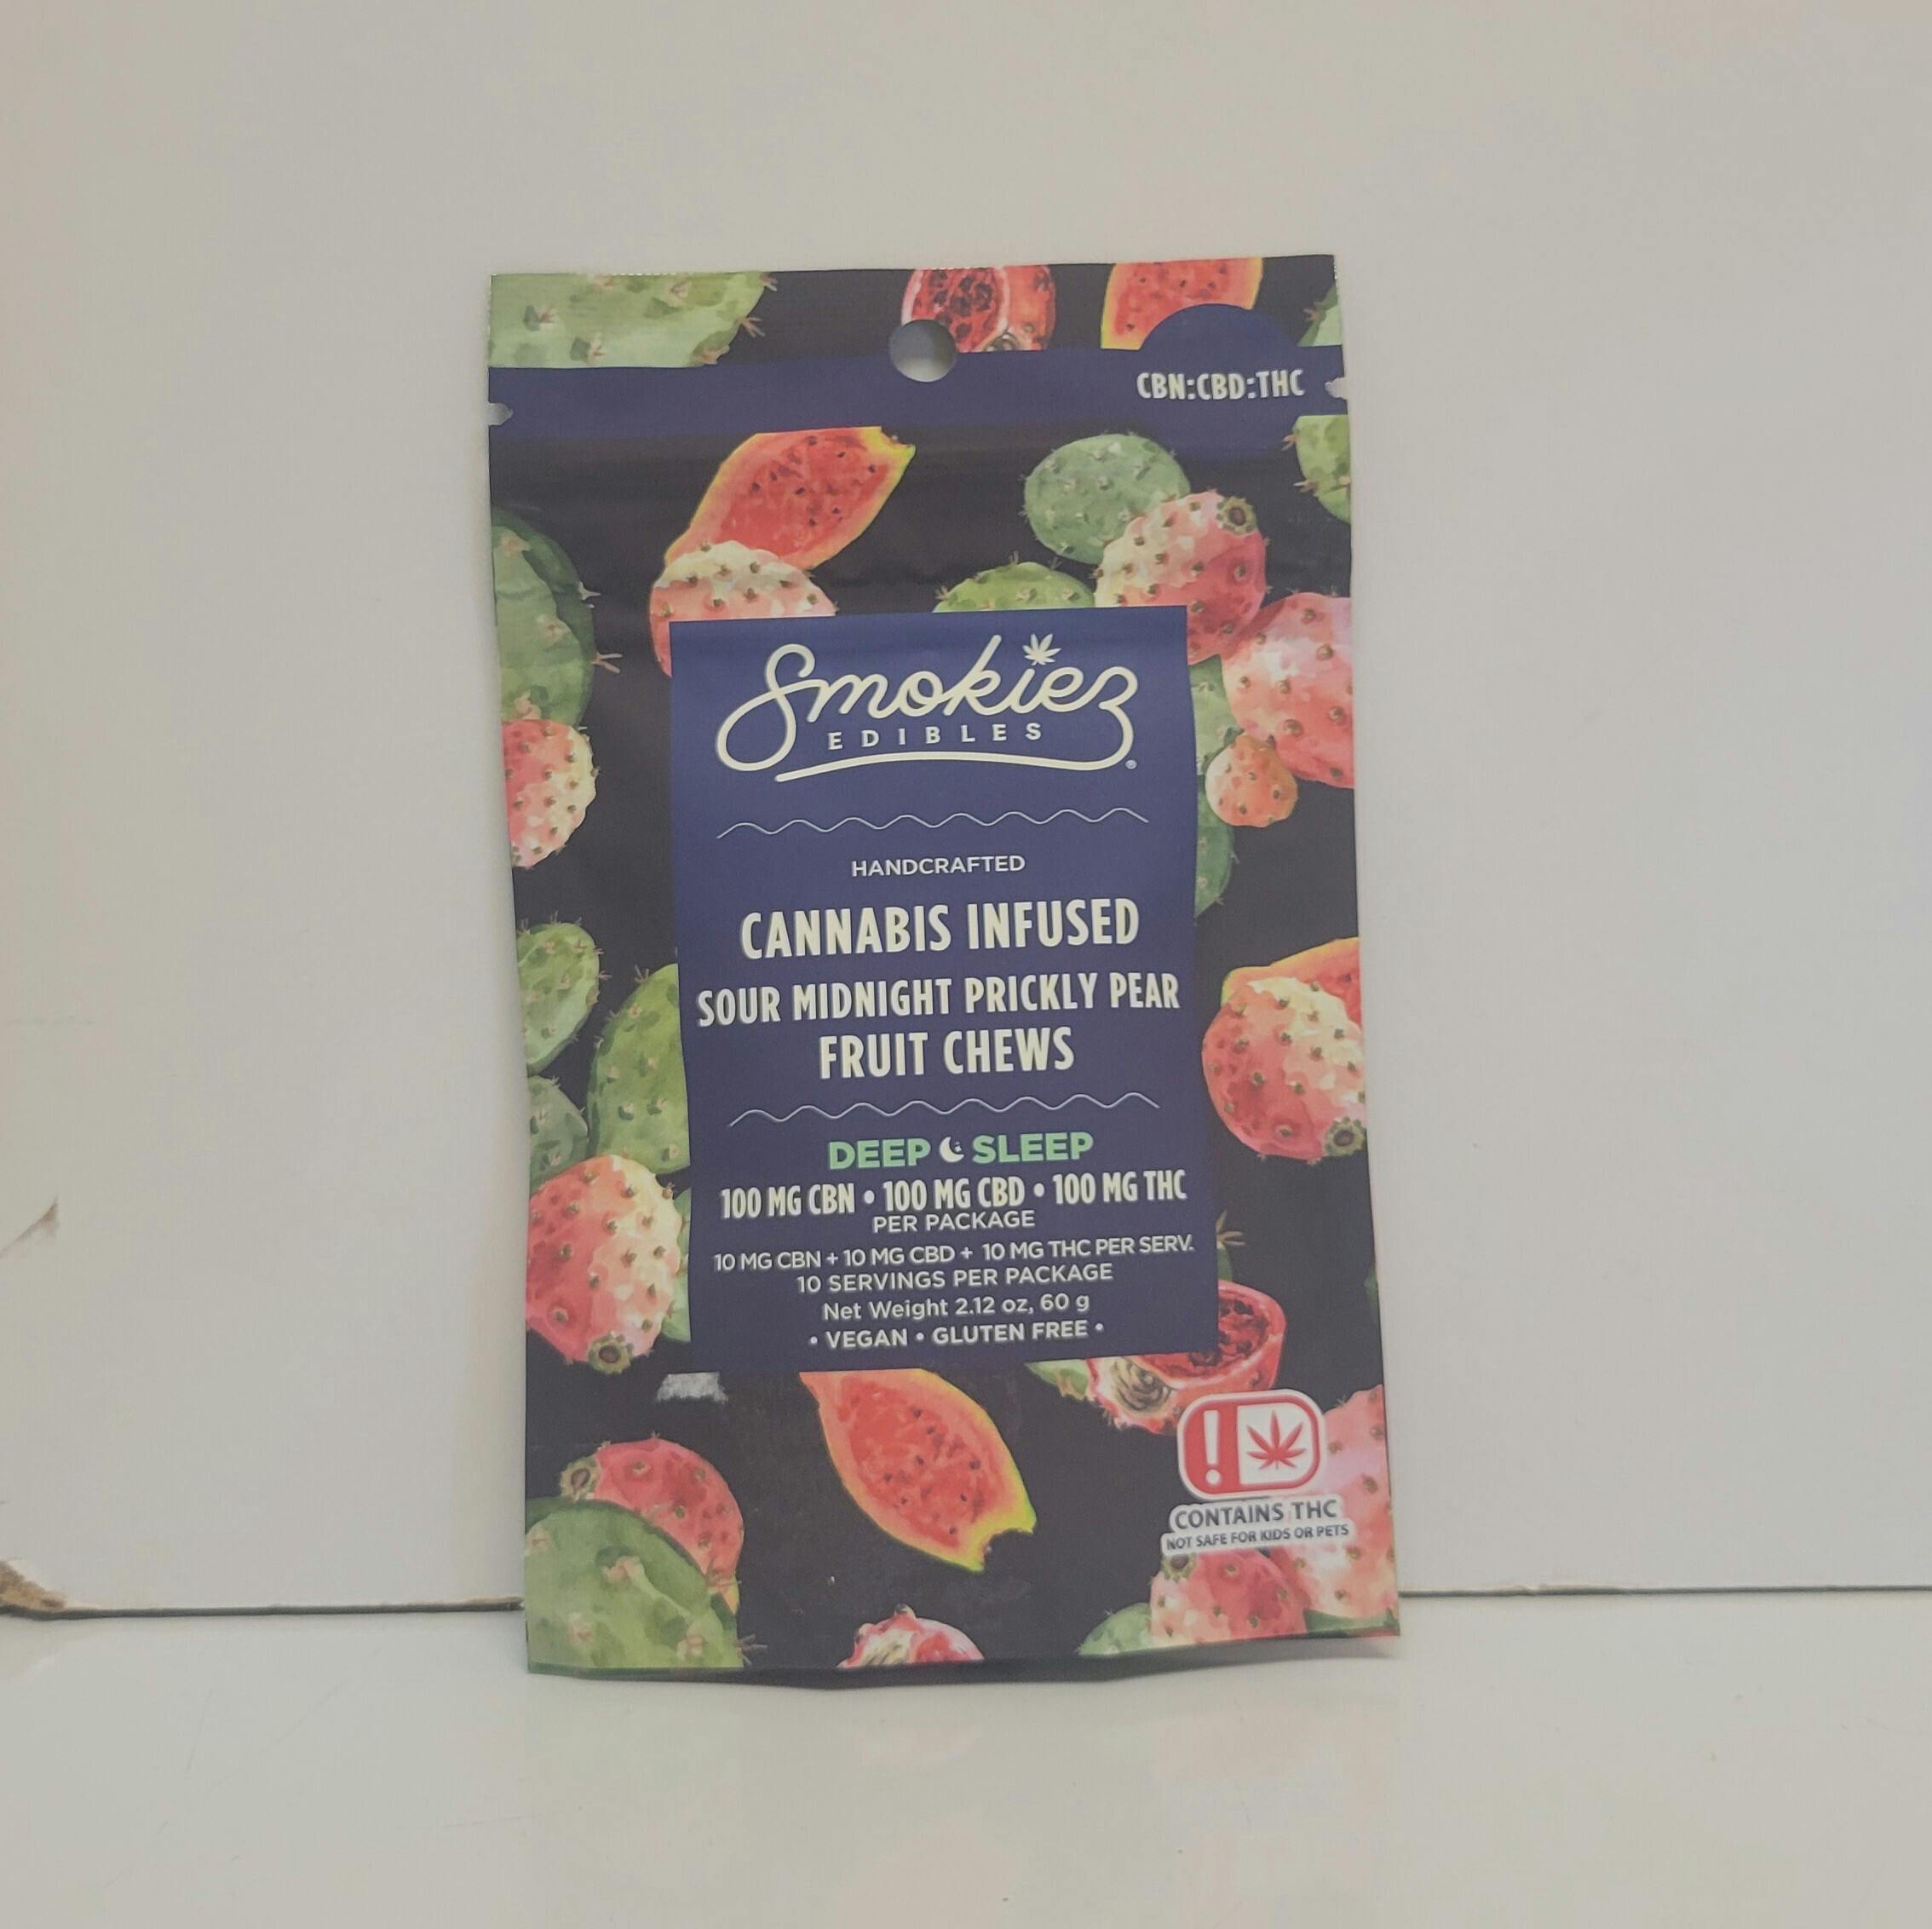 CBN:CBD:THC
Smokiez
EDIBLES
®
HANDCRAFTED
CANNABIS INFUSED
SOUR MIDNIGHT PRICKLY PEAR
FRUIT CHEWS
DEEP SLEEP
100 MG CBN • 100 MG CBD • 100 MG THC
PER PACKAGE
10 MG CBN + 10 MG CBD + 10 MG THC PER SERV.
10 SERVINGS PER PACKAGE
Net Weight 2.12 oz, 60 g
• VEGAN • GLUTEN FREE •
!
CONTAINS THC
NOT SAFE FOR KIDS OR PETS